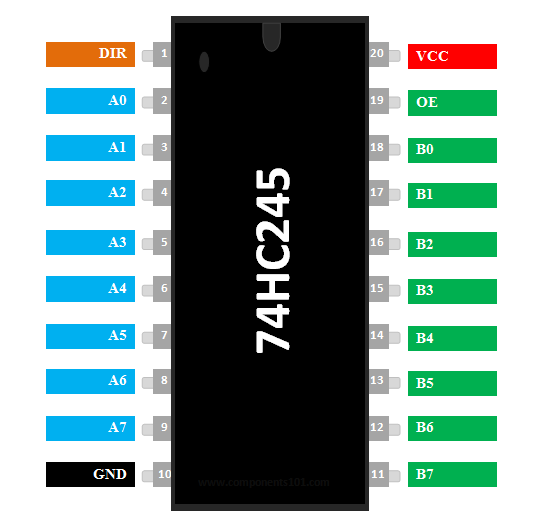 DIR 1 20 VCC
A0 2 19 OE
A1 3 18 B0
A2 4 17 B1
A3 5 16 B2
A4 6 15 B3
A5 7 14 B4
A6 8 13 B5
A7 9 12 B6
GND 10 11 B7
74HC245
www.components101.com